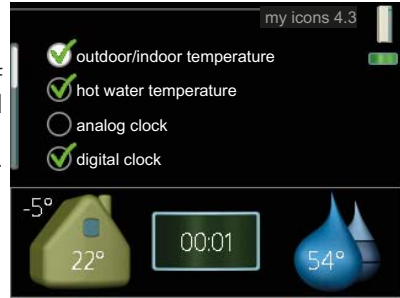 my icons 4.3
outdoor/indoor temperature
hot water temperature
analog clock
digital clock
-5°
22°
00:01
54°